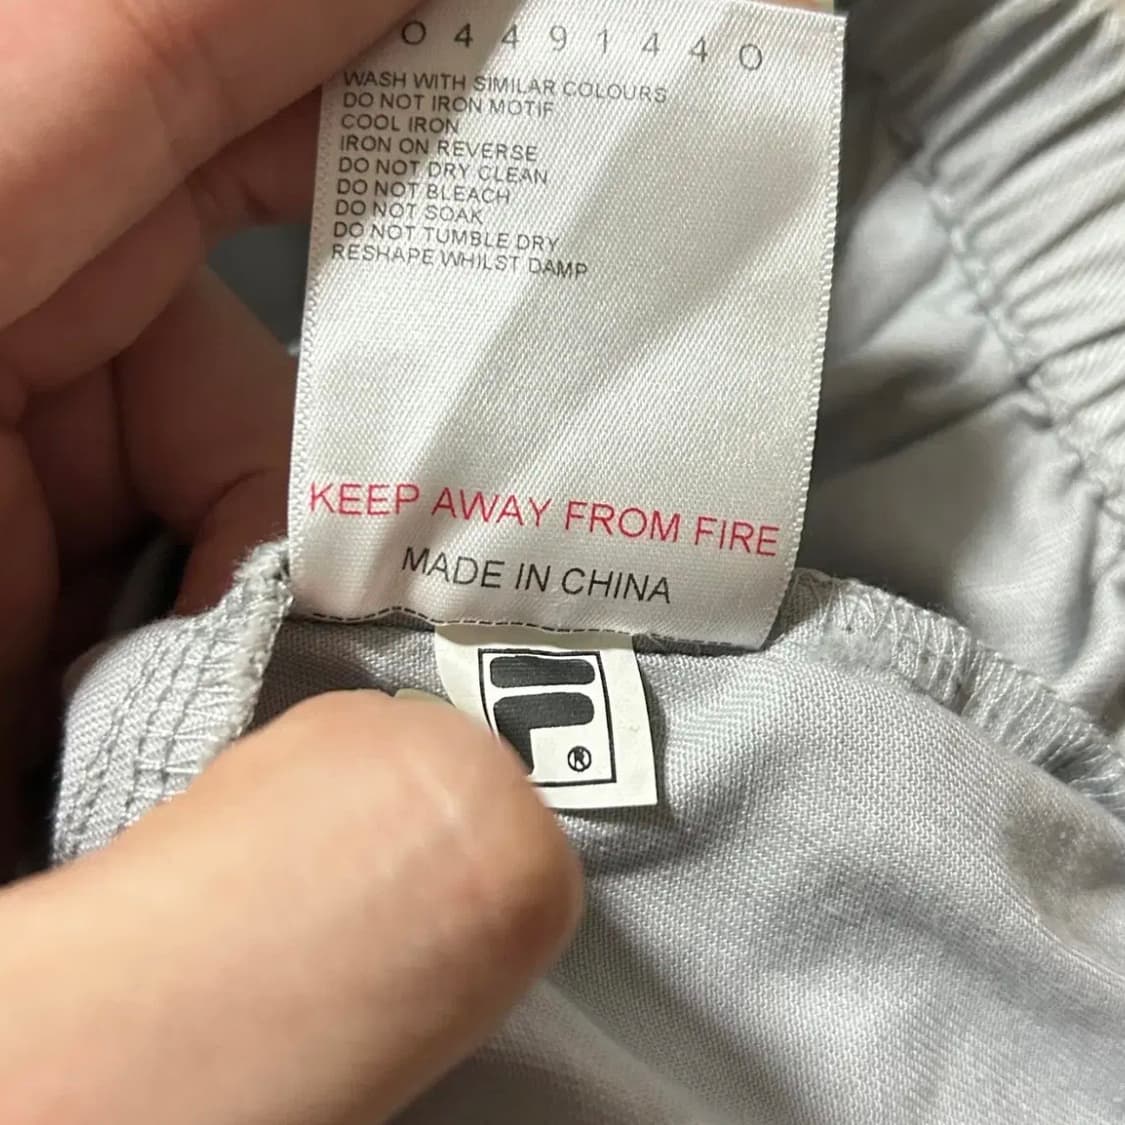 0 4 4 9 1 4 4 0
WASH WITH SIMILAR COLOURS
DO NOT IRON MOTIF
COOL IRON
IRON ON REVERSE
DO NOT DRY CLEAN
DO NOT BLEACH
DO NOT SOAK
DO NOT TUMBLE DRY
RESHAPE WHILST DAMP
KEEP AWAY FROM FIRE
MADE IN CHINA
F
®